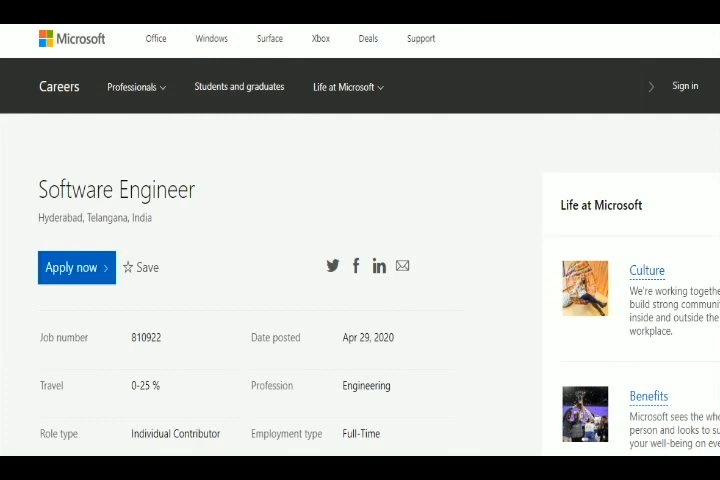 Microsoft Office Windows Surface Xbox Deals Support
Careers Professionals Students and graduates Life at Microsoft Sign in
Software Engineer
Hyderabad, Telangana, India
Apply now Save
Job number 810922 Date posted Apr 29, 2020
Travel 0-25 % Profession Engineering
Role type Individual Contributor Employment type Full-Time
Life at Microsoft
Culture
We're working togethe
build strong communi
inside and outside the
workplace.
Benefits
Microsoft sees the who
person and looks to su
your well-being on eve